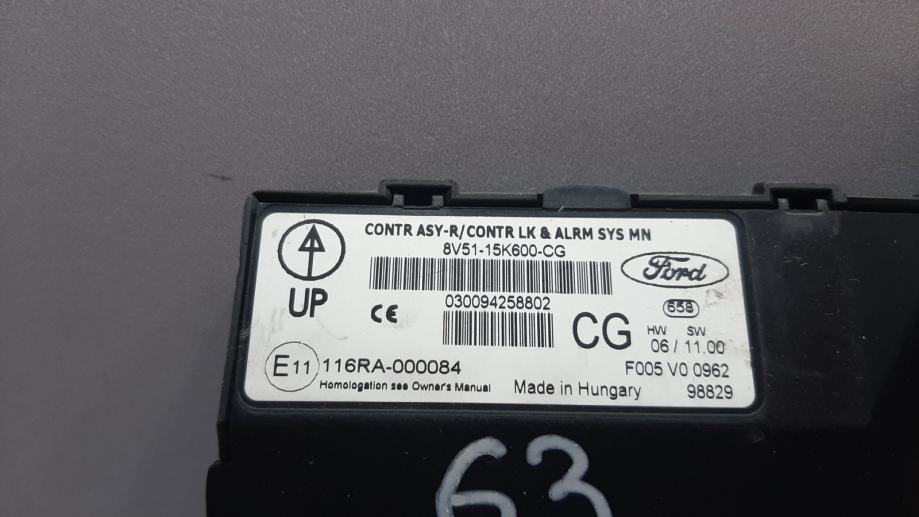 CONTR ASY-R/CONTR LK & ALRM SYS MN
8V51-15K600-CG
Ford
UP
CE
030094258802
CG
658
HW SW
06 / 11.00
E11 116RA-000084
F005 V0 0962
Homologation see Owner's Manual
Made in Hungary
98829
63